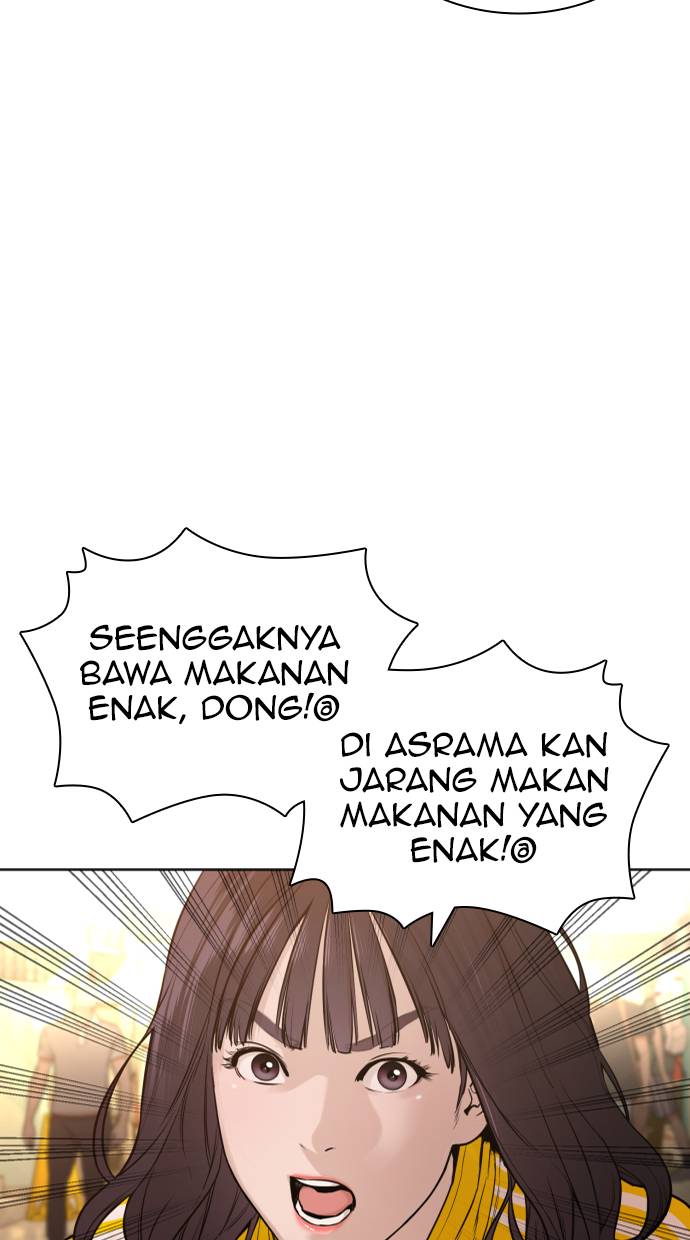 SEENGGAKNYA
BAWA MAKANAN
ENAK, DONG!@
DI ASRAMA KAN
JARANG MAKAN
MAKANAN YANG
ENAK!@